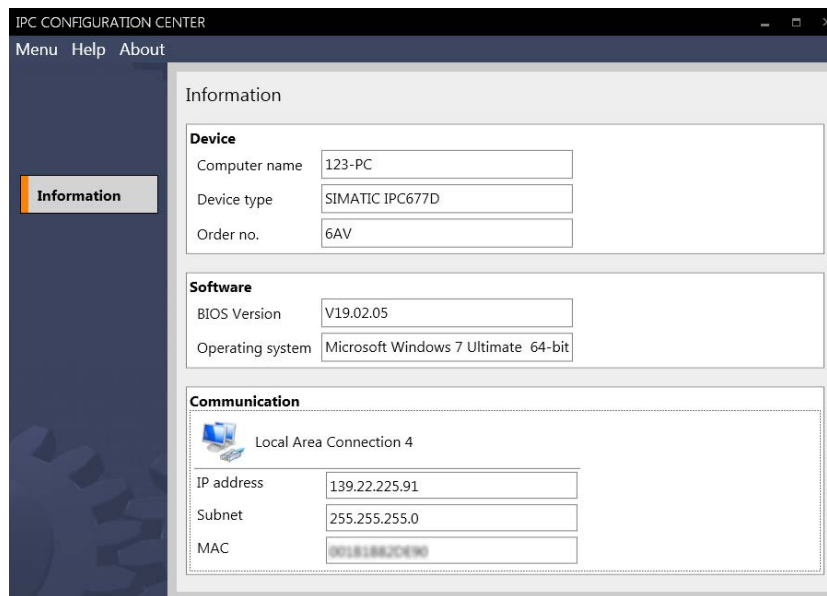 IPC CONFIGURATION CENTER
Menu Help About
Information
Information
Device
Computer name 123-PC
Device type SIMATIC IPC677D
Order no. 6AV
Software
BIOS Version V19.02.05
Operating system Microsoft Windows 7 Ultimate 64-bit
Communication
Local Area Connection 4
IP address 139.22.225.91
Subnet 255.255.255.0
MAC